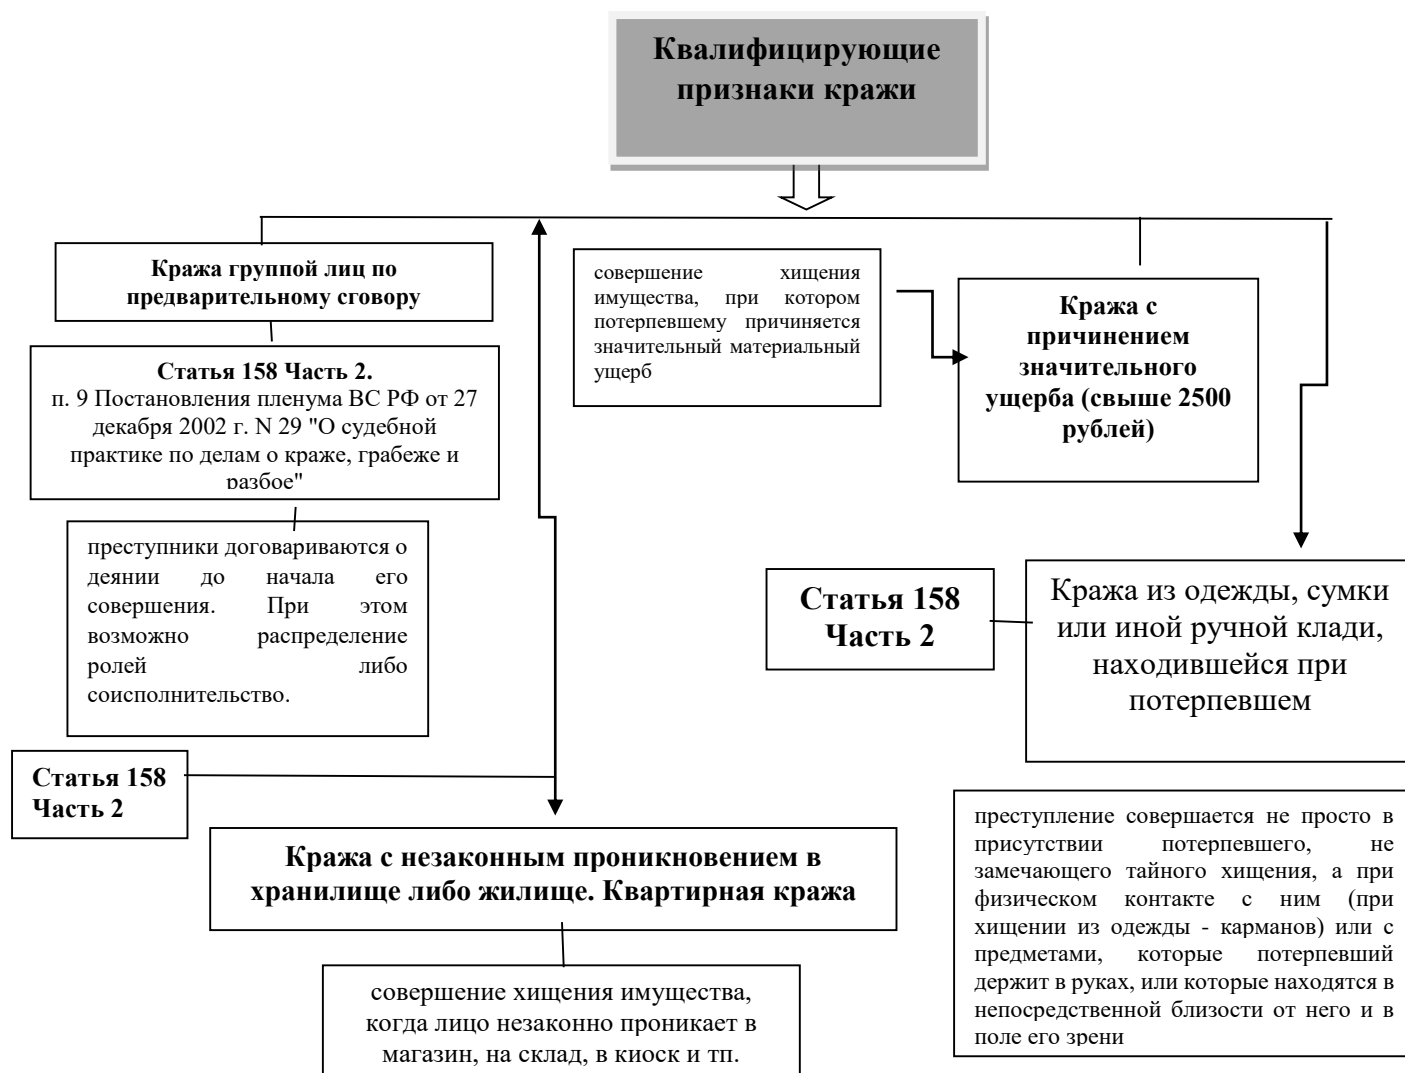 Квалифицирующие
признаки кражи
Кража группой лиц по
предварительному сговору
Статья 158 Часть 2.
п. 9 Постановления пленума ВС РФ от 27
декабря 2002 г. N 29 "О судебной
практике по делам о краже, грабеже и
разбое"
преступники договариваются о
деянии до начала его
совершения. При этом
возможно распределение
ролей либо
соисполнительство.
совершение хищения
имущества, при котором
потерпевшему причиняется
значительный материальный
ущерб
Кража с
причинением
значительного
ущерба (свыше 2500
рублей)
Статья 158
Часть 2
Кража из одежды, сумки
или иной ручной клади,
находившейся при
потерпевшем
Статья 158
Часть 2
Кража с незаконным проникновением в
хранилище либо жилище. Квартирная кража
совершение хищения имущества,
когда лицо незаконно проникает в
магазин, на склад, в киоск и тп.
преступление совершается не просто в
присутствии потерпевшего, не
замечающего тайного хищения, а при
физическом контакте с ним (при
хищении из одежды - карманов) или с
предметами, которые потерпевший
держит в руках, или которые находятся в
непосредственной близости от него и в
поле его зрени